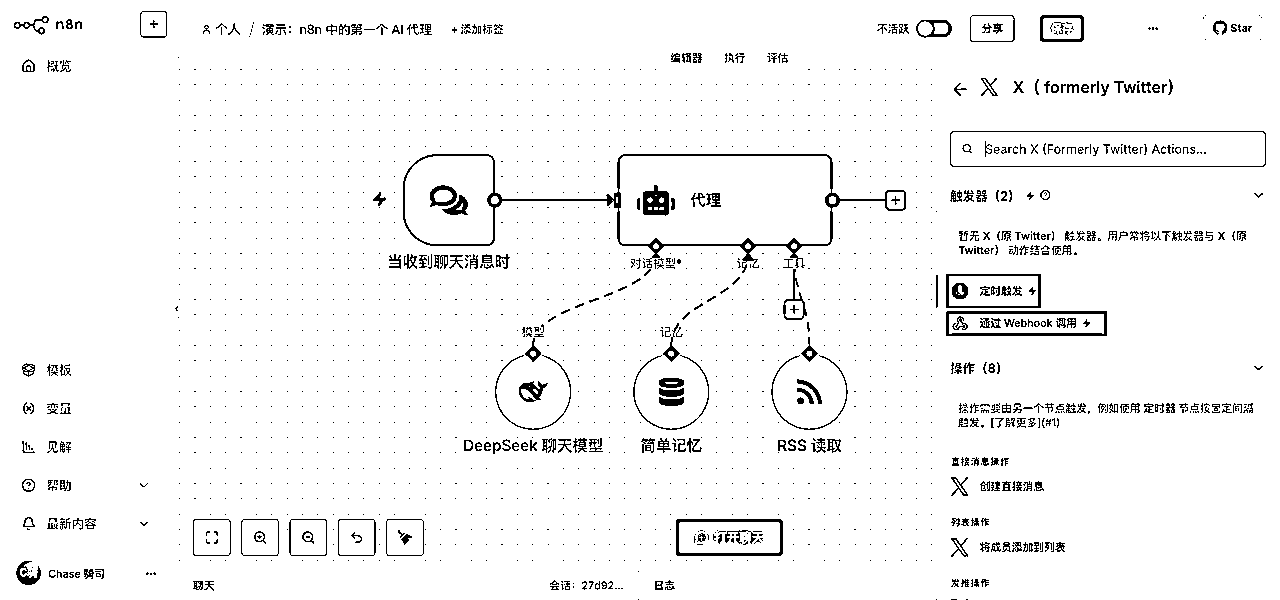 n8n
个人 / 演示：n8n 中的第一个 AI 代理 + 添加标签
不活跃
分享
保存
Star
概览
编辑器 执行 评估
X（ formerly Twitter)
Search X (Formerly Twitter) Actions...
触发器（2）
暂无 X（原 Twitter） 触发器。用户常将以下触发器与 X（原
Twitter） 动作结合使用。
定时触发
通过 Webhook 调用
操作（8）
操作需要由另一个节点触发，例如使用 定时器 节点按固定间隔
触发。[了解更多](#1)
直接消息操作
创建直接消息
列表操作
将成员添加到列表
发推操作
代理
当收到聊天消息时
对话模型*
记忆
工具
模型
记忆
DeepSeek 聊天模型
简单记忆
RSS 读取
模板
变量
见解
帮助
最新内容
Chase 骑司
打开聊天
聊天
会话：27d92...
日志